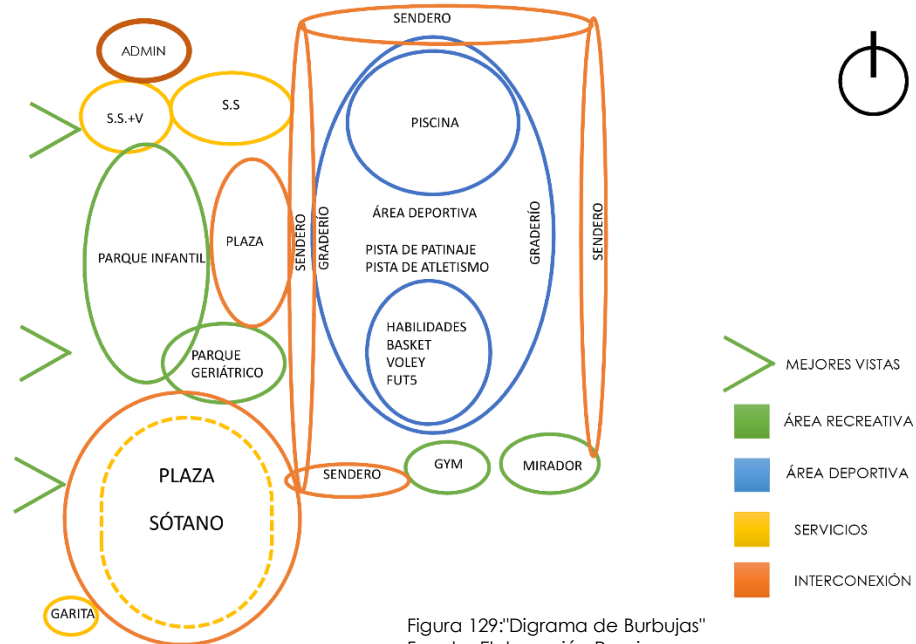 SENDERO
ADMIN
S.S.+V
S.S
PISCINA
SENDERO
GRADERÍO
ÁREA DEPORTIVA
PISTA DE PATINAJE
PISTA DE ATLETISMO
GRADERÍO
SENDERO
PARQUE INFANTIL
PLAZA
PARQUE
GERIÁTRICO
HABILIDADES
BASKET
VOLEY
FUT5
PLAZA
SÓTANO
SENDERO
GYM
MIRADOR
GARITA
MEJORES VISTAS
ÁREA RECREATIVA
ÁREA DEPORTIVA
SERVICIOS
INTERCONEXIÓN
Figura 129:"Digrama de Burbujas"